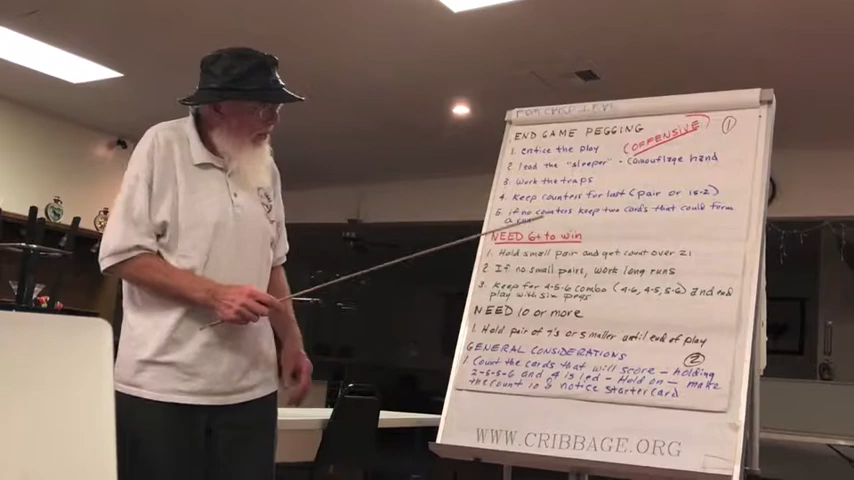 END GAME PEGGING
OFFENSIVE
1
1. entice the play
2. lead the "sleeper" - camouflage hand
3. Work the traps
4. Keep counters for last (pair or 15-2)
5. if no counters keep two cards that could form
a
NEED 6+ to win
1. Hold small pair and get count over 21
2. If no small pairs, work long runs
3. Keep for 4-5-6 combo (4-6, 4-5, 5-6) and end
play with six pegs
NEED 10 or more
1. Hold pair of 7's or smaller until end of play
GENERAL CONSIDERATIONS
2
1. Count the cards that will score - holding
2-5-5-6 and 4 is led - Hold on - make
the count 10 & notice starter card
WWW.CRIBBAGE.ORG